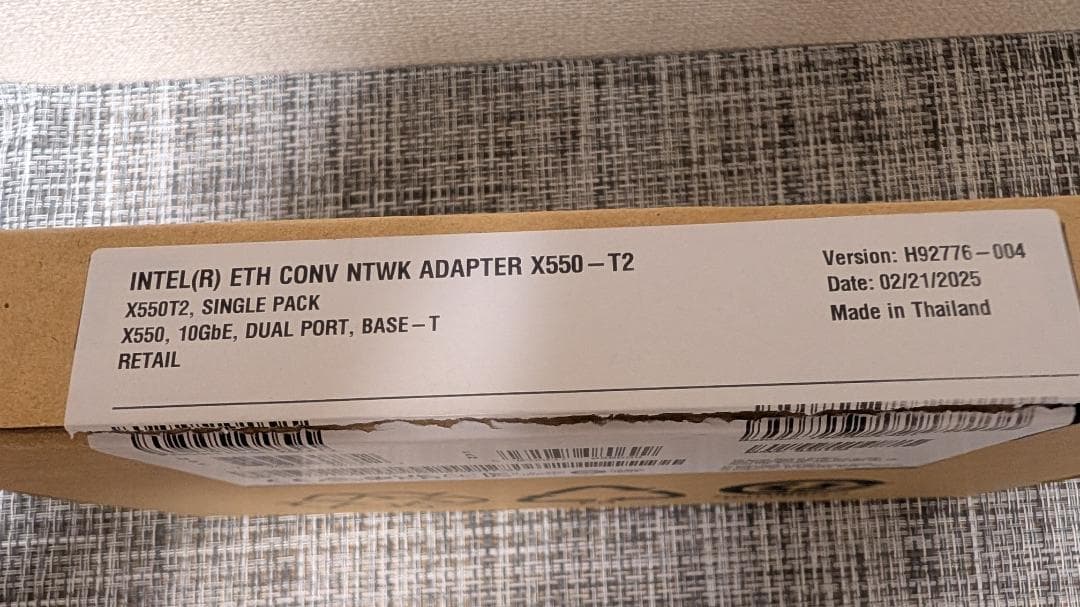 INTEL(R) ETH CONV NTWK ADAPTER X550-T2
X550T2, SINGLE PACK
X550, 10GbE, DUAL PORT, BASE-T
RETAIL
Version: H92776-004
Date: 02/21/2025
Made in Thailand